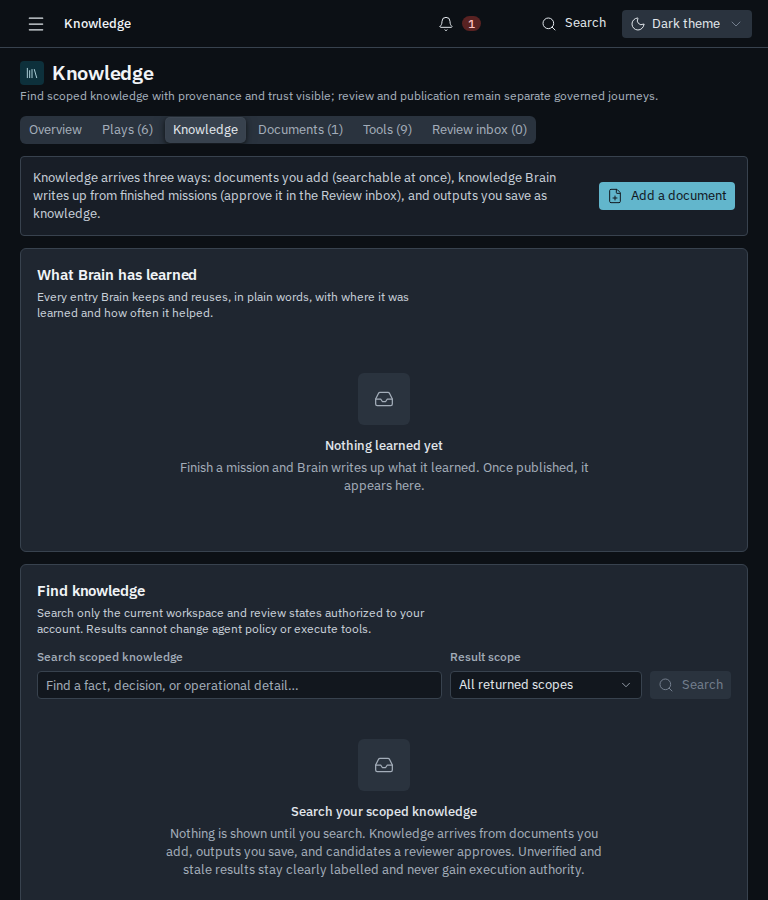 Knowledge
1
Search
Dark theme
Knowledge
Find scoped knowledge with provenance and trust visible; review and publication remain separate governed journeys.
Overview
Plays (6)
Knowledge
Documents (1)
Tools (9)
Review inbox (0)
Knowledge arrives three ways: documents you add (searchable at once), knowledge Brain
writes up from finished missions (approve it in the Review inbox), and outputs you save as
knowledge.
Add a document
What Brain has learned
Every entry Brain keeps and reuses, in plain words, with where it was
learned and how often it helped.
Nothing learned yet
Finish a mission and Brain writes up what it learned. Once published, it
appears here.
Find knowledge
Search only the current workspace and review states authorized to your
account. Results cannot change agent policy or execute tools.
Search scoped knowledge
Result scope
Find a fact, decision, or operational detail...
All returned scopes
Search
Search your scoped knowledge
Nothing is shown until you search. Knowledge arrives from documents you
add, outputs you save, and candidates a reviewer approves. Unverified and
stale results stay clearly labelled and never gain execution authority.